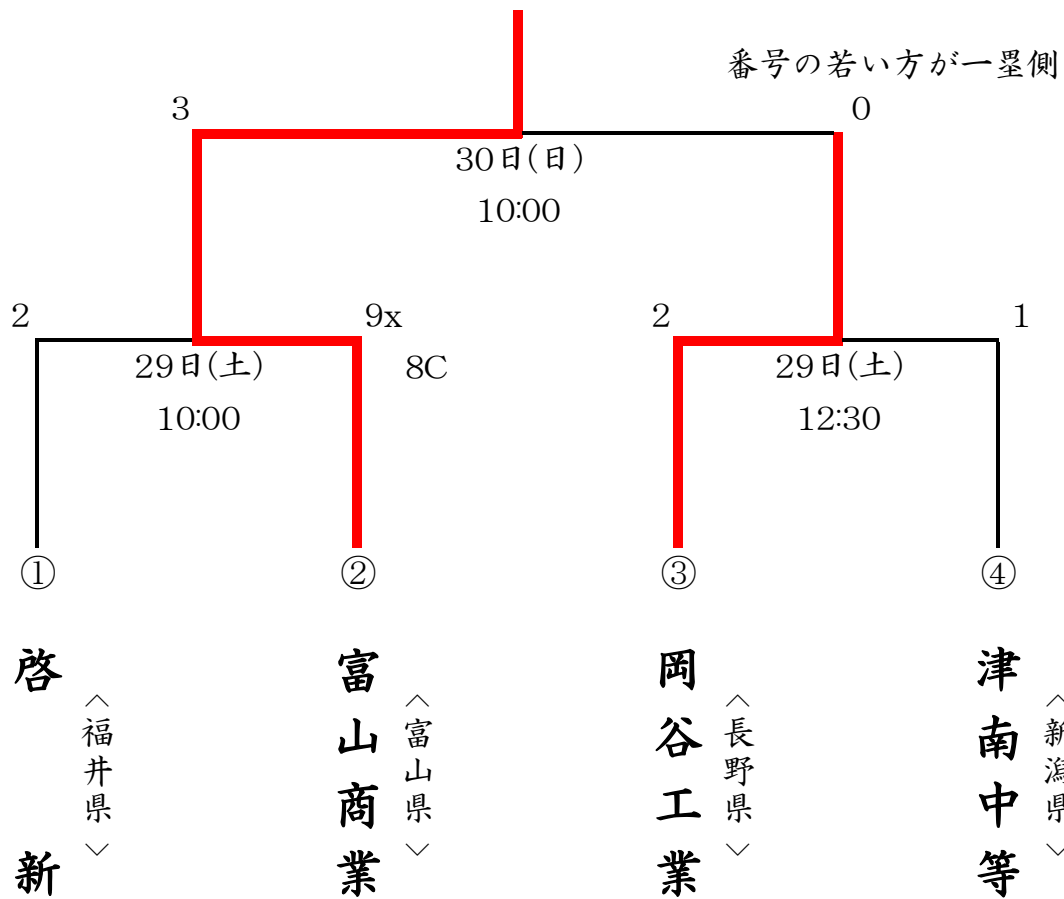 番号の若い方が一塁側
3
0
30日(日)
10:00
2
9x
2
1
29日(土)
8C
29日(土)
10:00
12:30
①
②
③
④
啓新
〈福井県〉
富山商業
〈富山県〉
岡谷工業
〈長野県〉
津南中等
〈新潟県〉